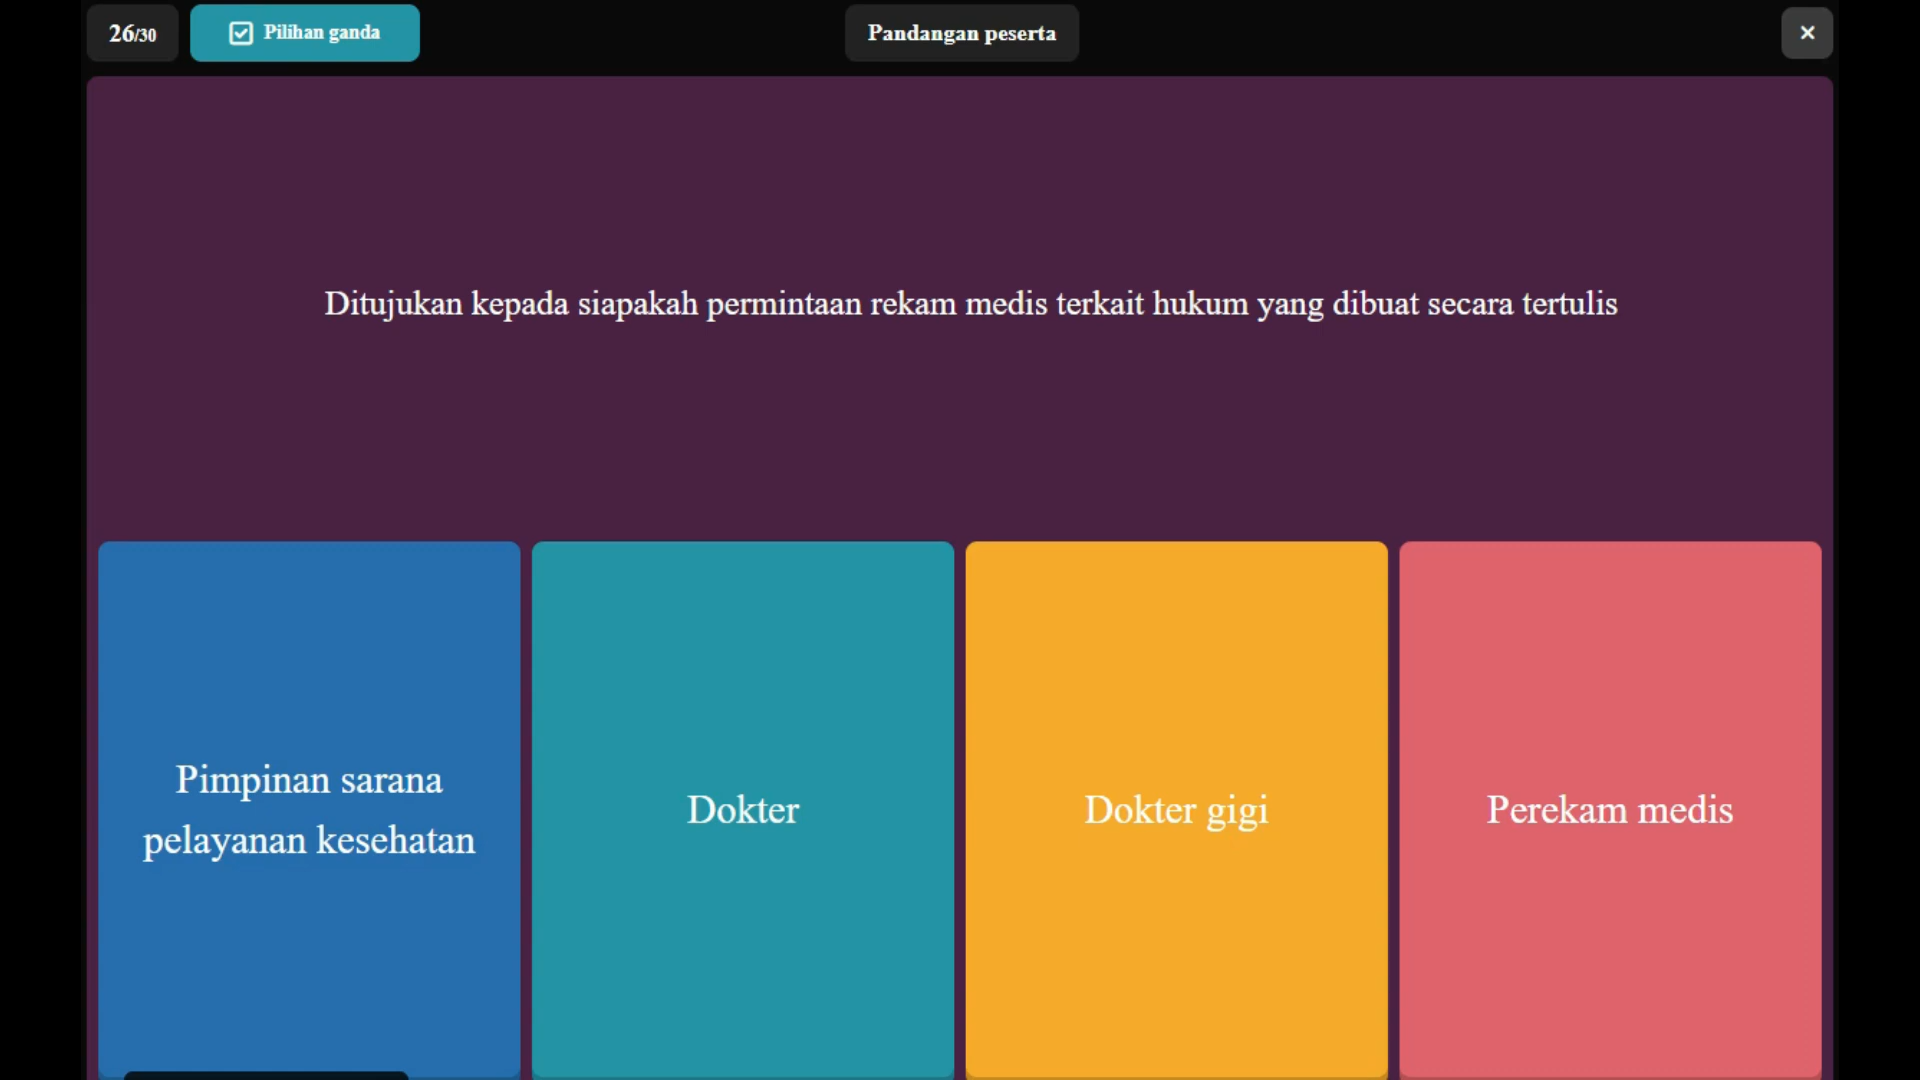 26/30
Pilihan ganda
Pandangan peserta
Ditujukan kepada siapakah permintaan rekam medis terkait hukum yang dibuat secara tertulis
Pimpinan sarana
pelayanan kesehatan
Dokter
Dokter gigi
Perekam medis